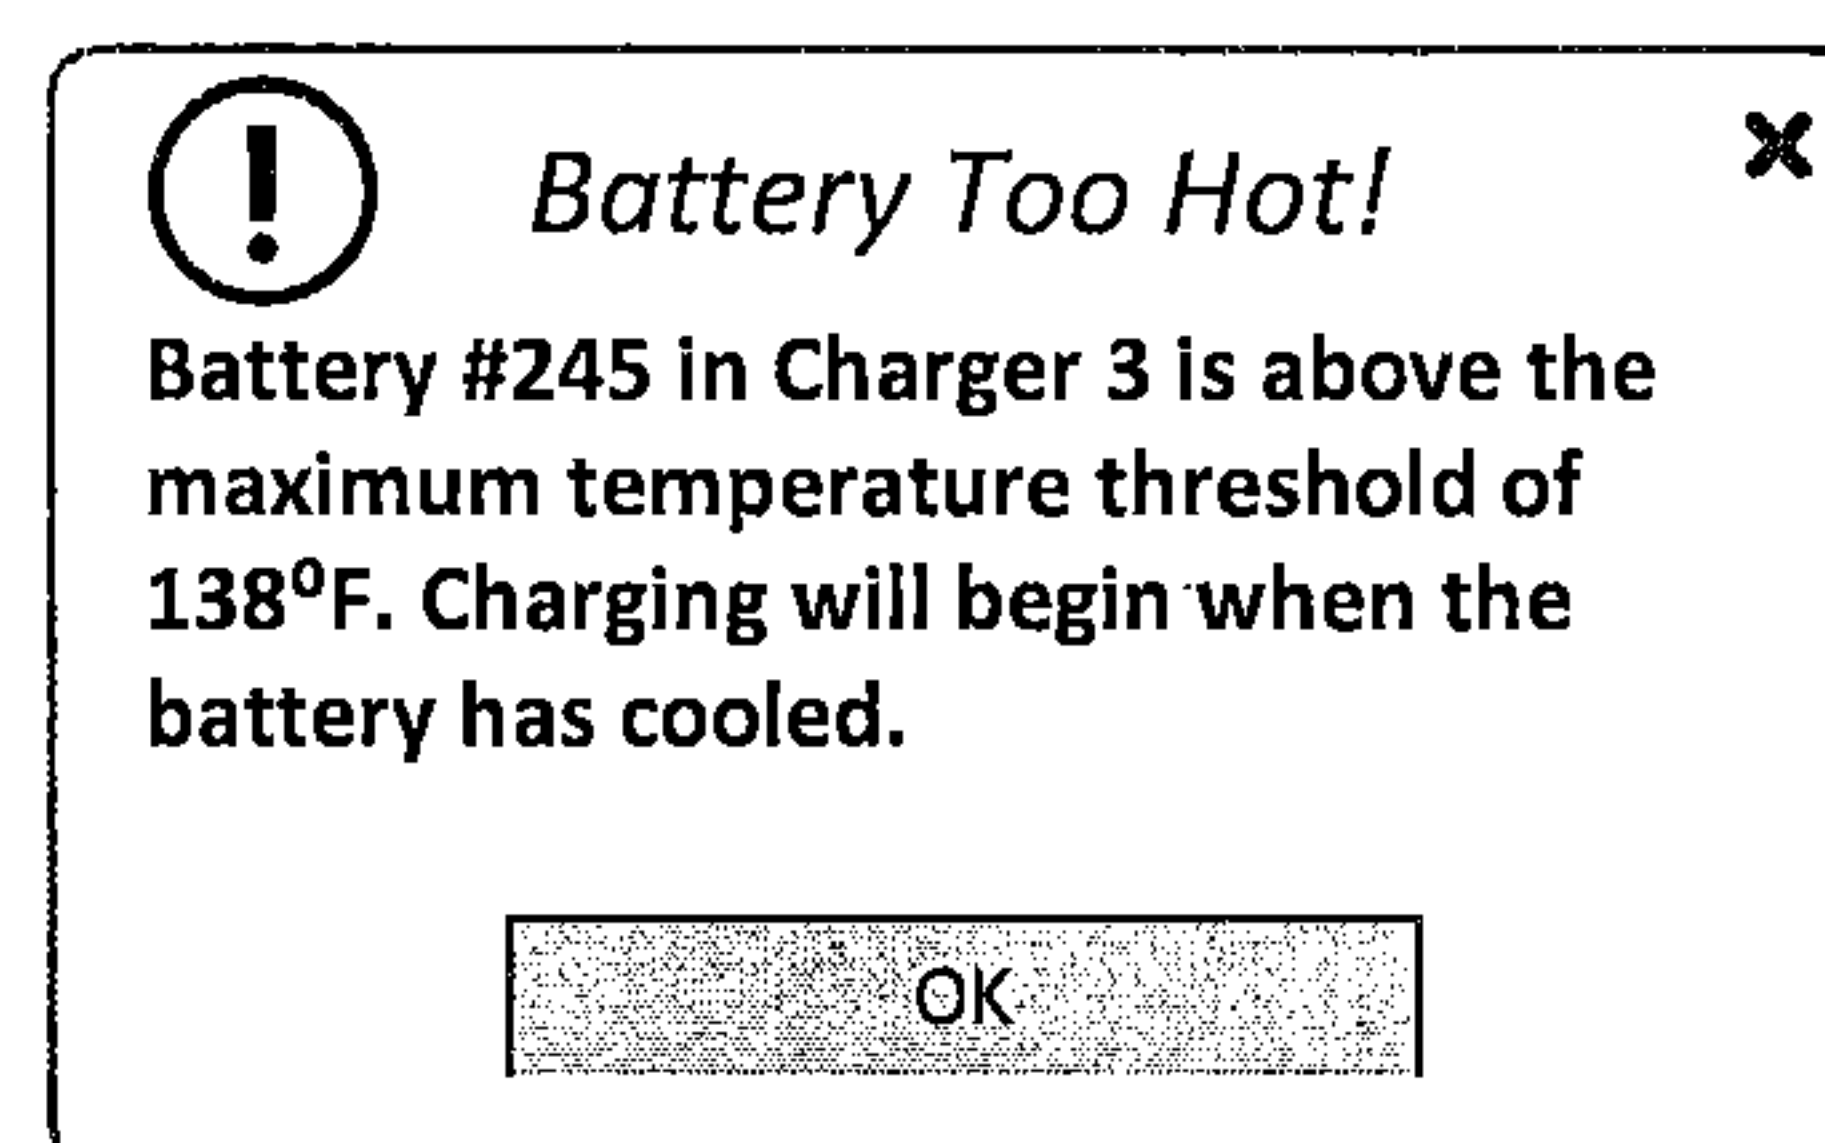 Battery Too Hot!
Battery #245 in Charger 3 is above the
maximum temperature threshold of
138⁰F. Charging will begin when the
battery has cooled.
OK